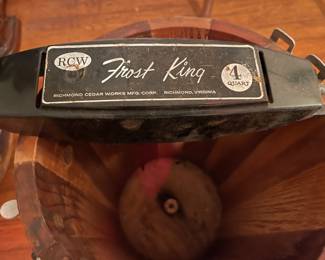 RCW
Frost King
4
QUART
RICHMOND CEDAR WORKS MFG. CORP. RICHMOND, VIRGINIA